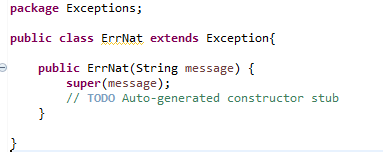 package Exceptions;
public class ErrNat extends Exception{
public ErrNat(String message) {
super(message);
// TODO Auto-generated constructor stub
}
}